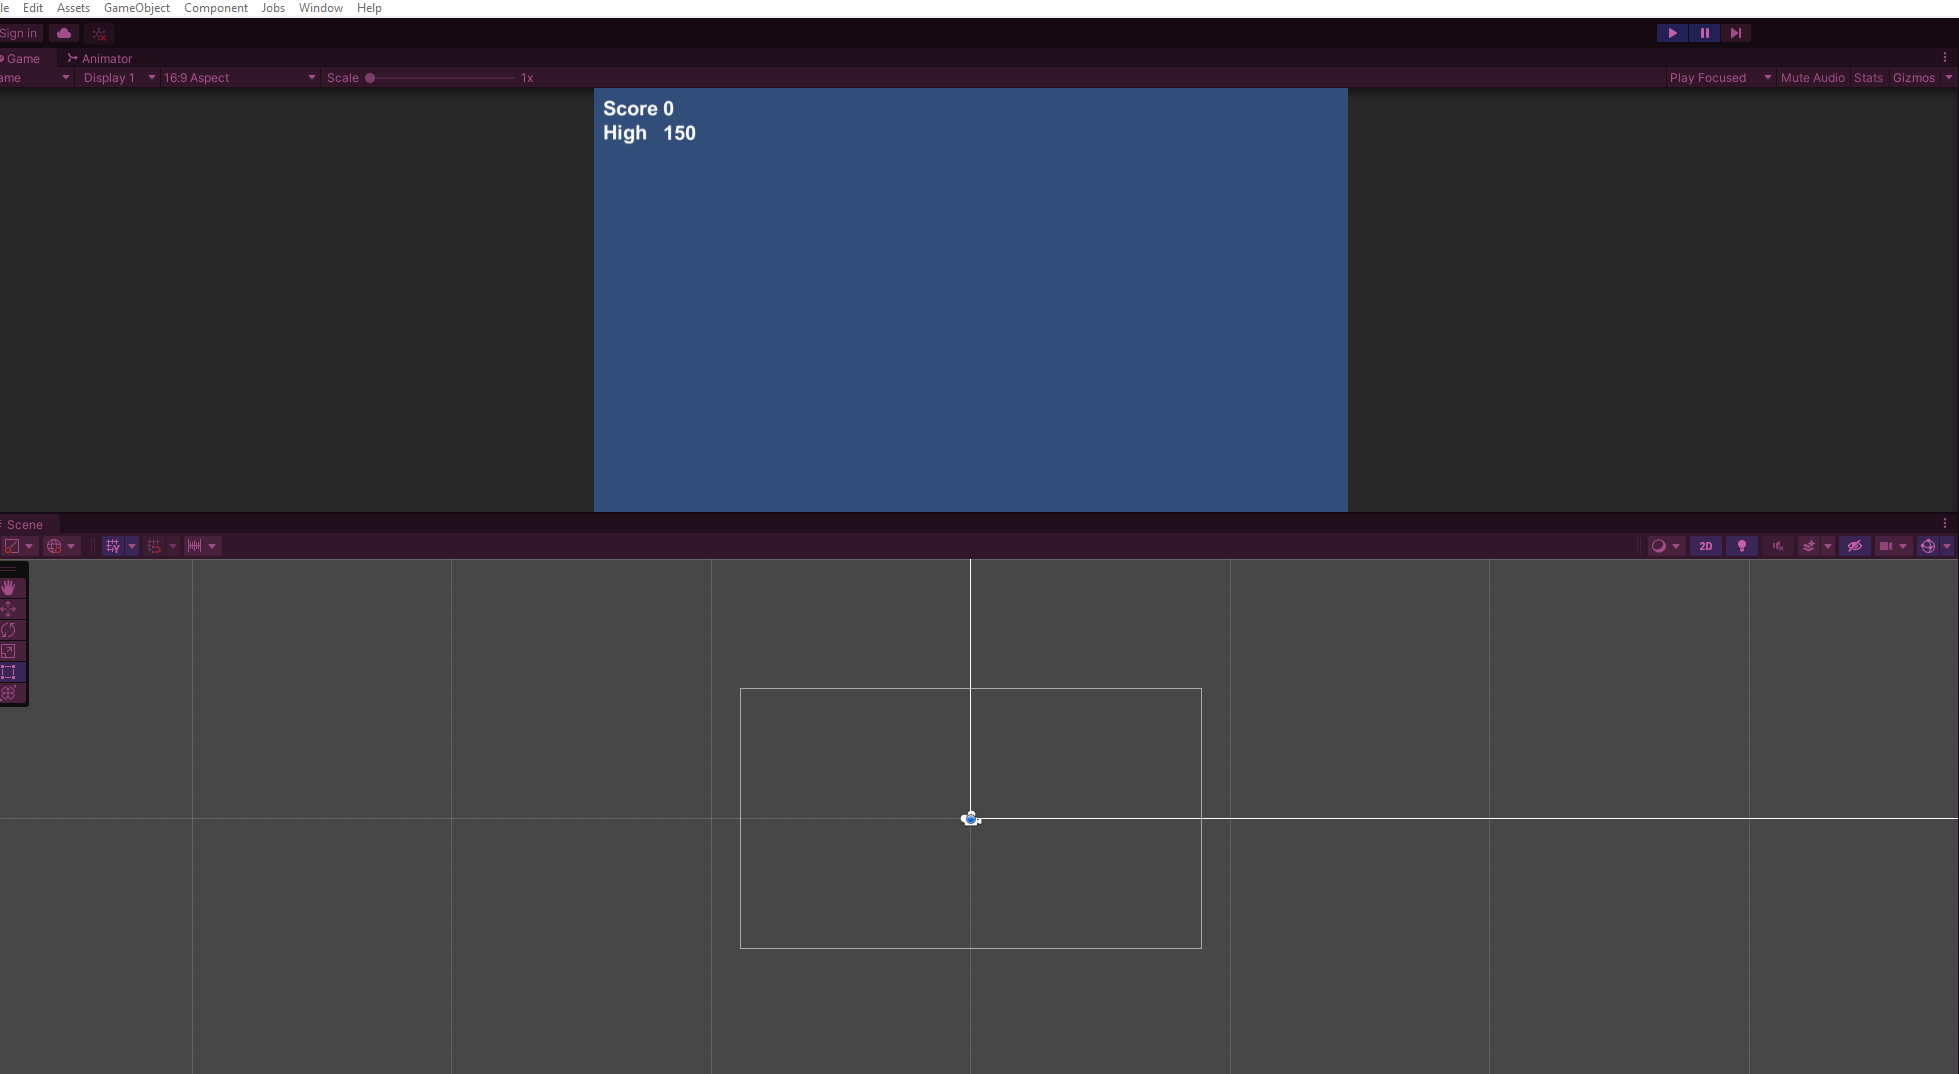 le Edit Assets GameObject Component Jobs Window Help
Sign in
Game Animator
ame Display 1 16:9 Aspect Scale 1x Play Focused Mute Audio Stats Gizmos
Score 0
High 150
Scene
2D